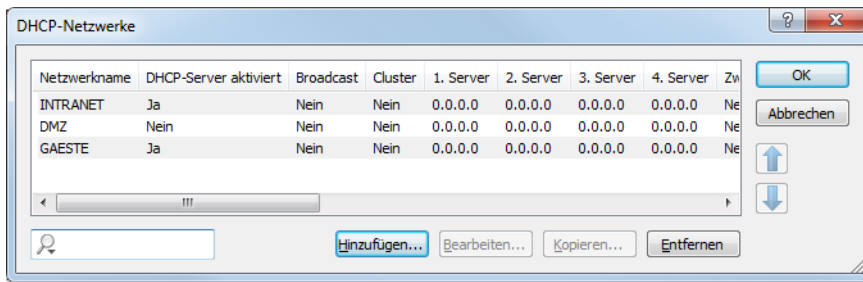 DHCP-Netzwerke
Netzwerkname DHCP-Server aktiviert Broadcast Cluster 1. Server 2. Server 3. Server 4. Server Zw
INTRANET Ja Nein Nein 0.0.0.0 0.0.0.0 0.0.0.0 0.0.0.0 Ne
DMZ Nein Nein Nein 0.0.0.0 0.0.0.0 0.0.0.0 0.0.0.0 Ne
GAESTE Ja Nein Nein 0.0.0.0 0.0.0.0 0.0.0.0 0.0.0.0 Ne
OK
Abbrechen
Hinzufügen... Bearbeiten... Kopieren... Entfernen